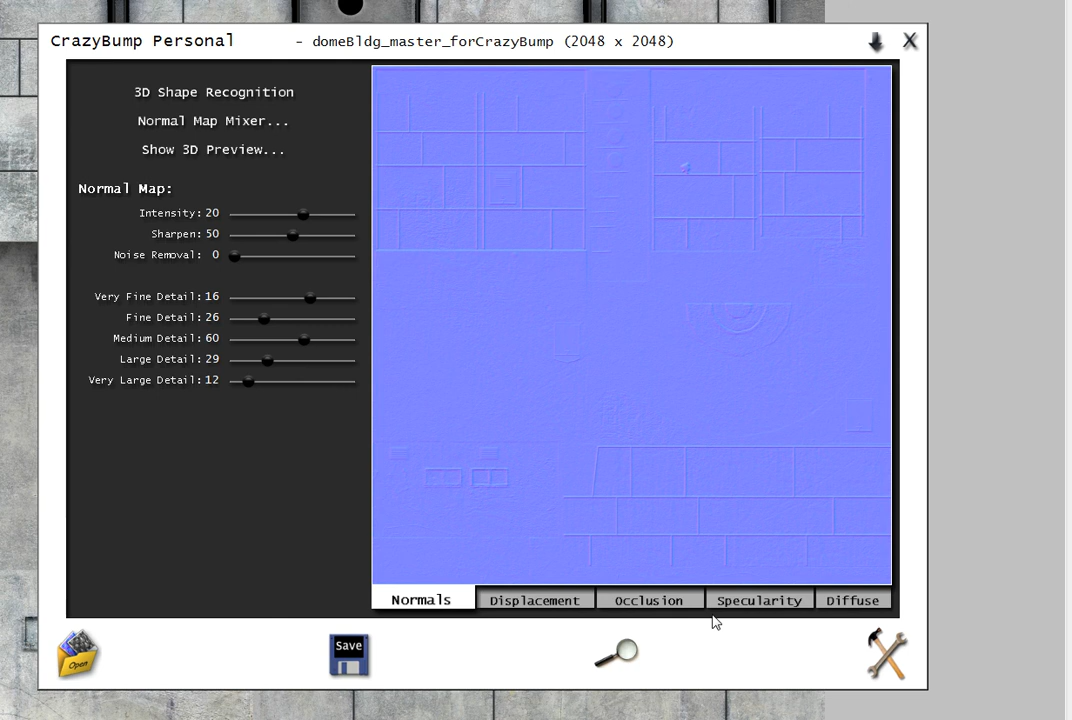 CrazyBump Personal - domeBldg_master_forCrazyBump (2048 x 2048)
3D Shape Recognition
Normal Map Mixer...
Show 3D Preview...
Normal Map:
Intensity: 20
Sharpen: 50
Noise Removal: 0
Very Fine Detail: 16
Fine Detail: 26
Medium Detail: 60
Large Detail: 29
Very Large Detail: 12
Normals Displacement Occlusion Specularity Diffuse
Open Save